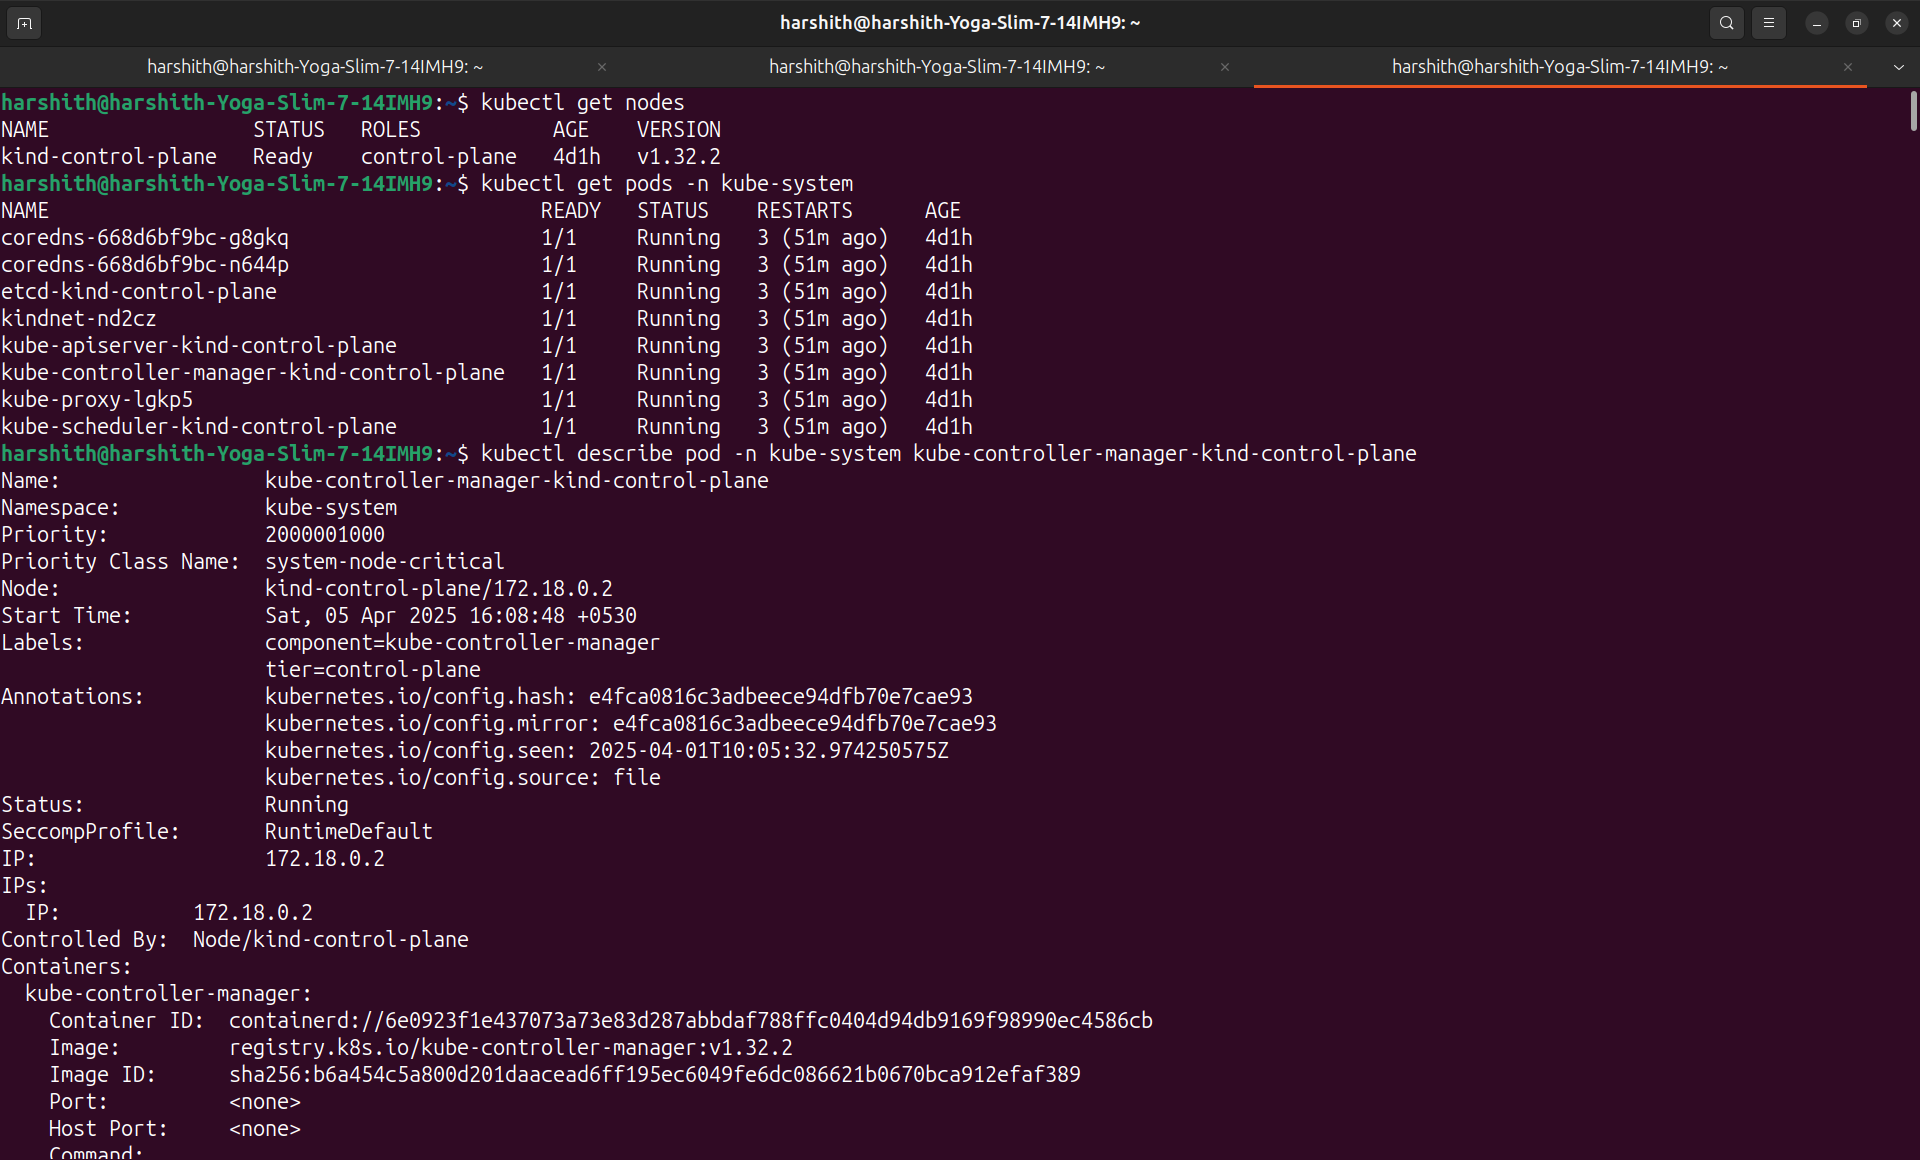 harshith@harshith-Yoga-Slim-7-14IMH9: ~
harshith@harshith-Yoga-Slim-7-14IMH9: ~ × harshith@harshith-Yoga-Slim-7-14IMH9: ~ × harshith@harshith-Yoga-Slim-7-14IMH9: ~ ×
harshith@harshith-Yoga-Slim-7-14IMH9:~$ kubectl get nodes
NAME STATUS ROLES AGE VERSION
kind-control-plane Ready control-plane 4d1h v1.32.2
harshith@harshith-Yoga-Slim-7-14IMH9:~$ kubectl get pods -n kube-system
NAME READY STATUS RESTARTS AGE
coredns-668d6bf9bc-g8gkq 1/1 Running 3 (51m ago) 4d1h
coredns-668d6bf9bc-n644p 1/1 Running 3 (51m ago) 4d1h
etcd-kind-control-plane 1/1 Running 3 (51m ago) 4d1h
kindnet-nd2cz 1/1 Running 3 (51m ago) 4d1h
kube-apiserver-kind-control-plane 1/1 Running 3 (51m ago) 4d1h
kube-controller-manager-kind-control-plane 1/1 Running 3 (51m ago) 4d1h
kube-proxy-lgkp5 1/1 Running 3 (51m ago) 4d1h
kube-scheduler-kind-control-plane 1/1 Running 3 (51m ago) 4d1h
harshith@harshith-Yoga-Slim-7-14IMH9:~$ kubectl describe pod -n kube-system kube-controller-manager-kind-control-plane
Name: kube-controller-manager-kind-control-plane
Namespace: kube-system
Priority: 2000001000
Priority Class Name: system-node-critical
Node: kind-control-plane/172.18.0.2
Start Time: Sat, 05 Apr 2025 16:08:48 +0530
Labels: component=kube-controller-manager
tier=control-plane
Annotations: kubernetes.io/config.hash: e4fca0816c3adbeece94dfb70e7cae93
kubernetes.io/config.mirror: e4fca0816c3adbeece94dfb70e7cae93
kubernetes.io/config.seen: 2025-04-01T10:05:32.974250575Z
kubernetes.io/config.source: file
Status: Running
SeccompProfile: RuntimeDefault
IP: 172.18.0.2
IPs:
IP: 172.18.0.2
Controlled By: Node/kind-control-plane
Containers:
kube-controller-manager:
Container ID: containerd://6e0923f1e437073a73e83d287abbdaf788ffc0404d94db9169f98990ec4586cb
Image: registry.k8s.io/kube-controller-manager:v1.32.2
Image ID: sha256:b6a454c5a800d201daacead6ff195ec6049fe6dc086621b0670bca912efaf389
Port: <none>
Host Port: <none>
Command: